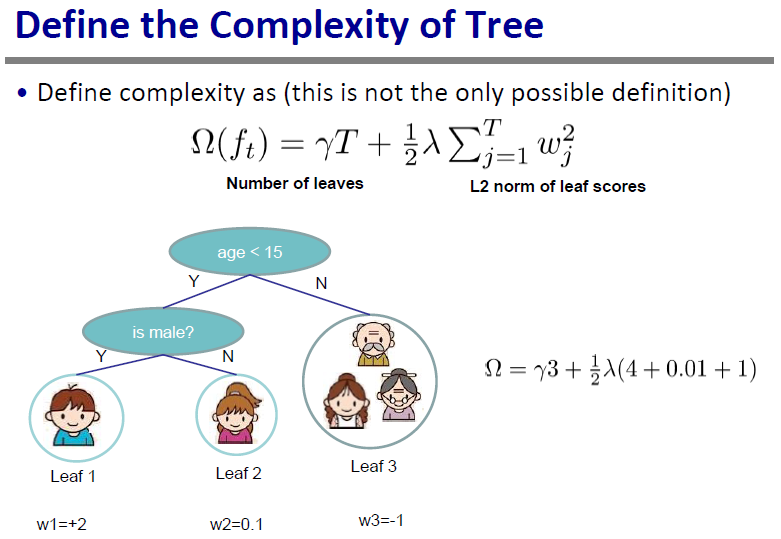 Define the Complexity of Tree
• Define complexity as (this is not the only possible definition)
Ω(f_t) = γT + ½λ∑_{j=1}^{T} w_j^2
Number of leaves
L2 norm of leaf scores
age < 15
Y
N
is male?
Y
N
Ω = γ3 + ½λ(4 + 0.01 + 1)
Leaf 1
Leaf 2
Leaf 3
w1=+2
w2=0.1
w3=-1